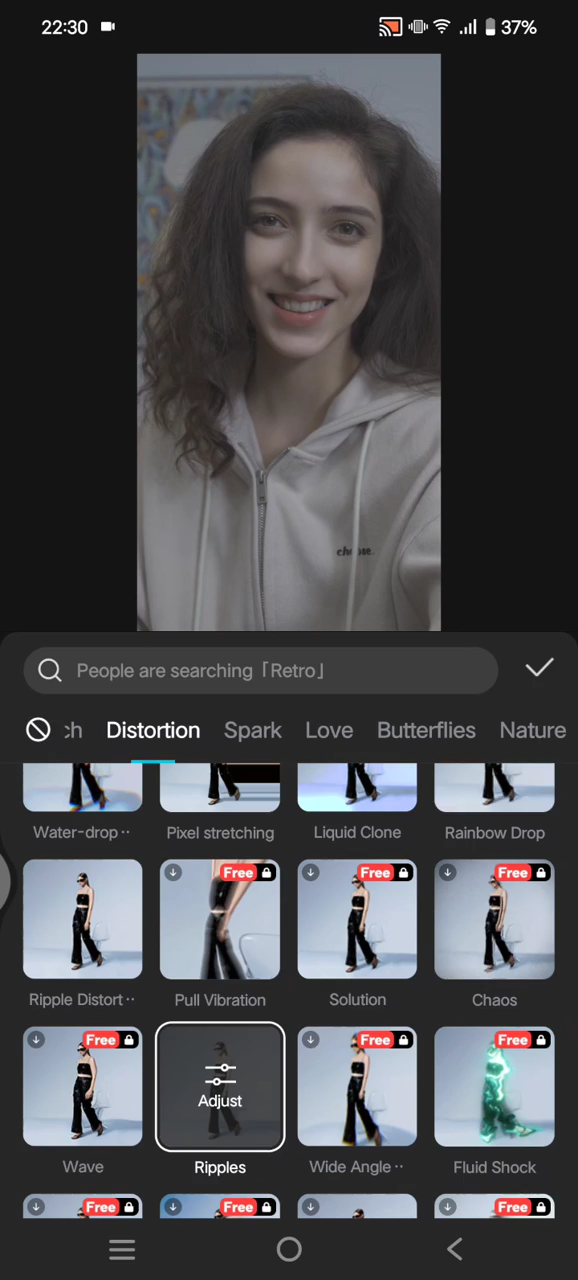 22:30
37%
choose.
People are searching「Retro」
ch Distortion Spark Love Butterflies Nature
Water-drop ·· Pixel stretching Liquid Clone Rainbow Drop
Free Free Free
Ripple Distort ·· Pull Vibration Solution Chaos
Free Free Free
Adjust
Wave Ripples Wide Angle ·· Fluid Shock
Free Free Free